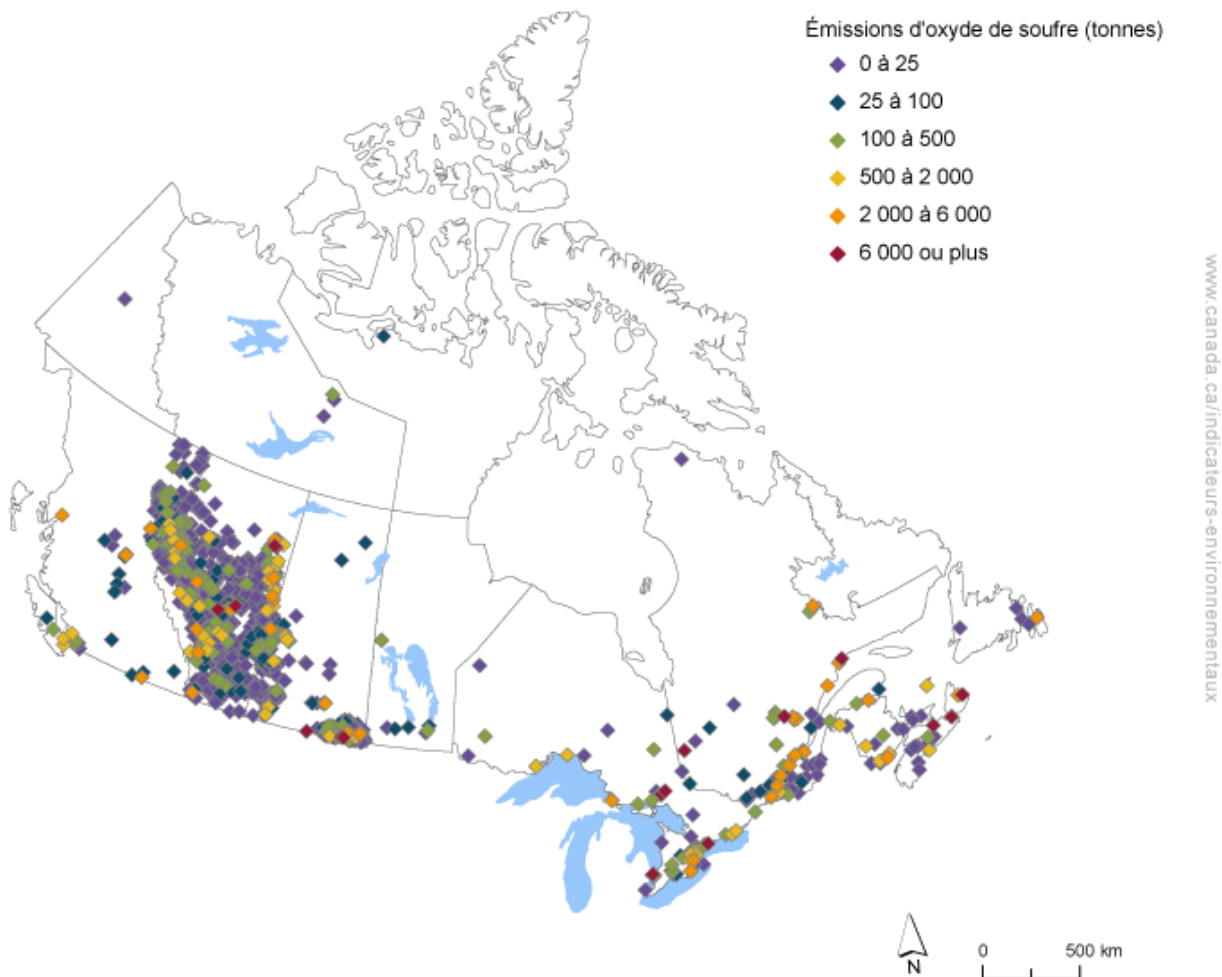 Émissions d'oxyde de soufre (tonnes)
0 à 25
25 à 100
100 à 500
500 à 2 000
2 000 à 6 000
6 000 ou plus
www.canada.ca/indicateurs-environnementaux
N
0 500 km